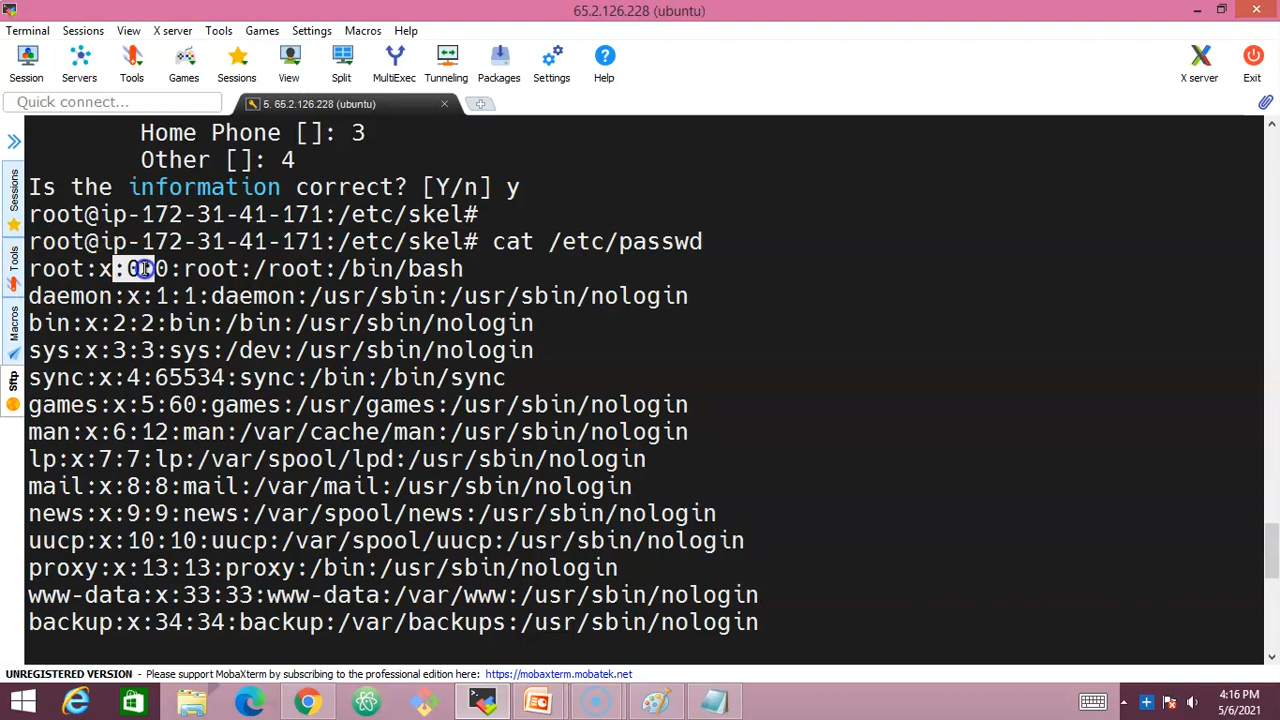 65.2.126.228 (ubuntu)
Terminal Sessions View X server Tools Games Settings Macros Help
Session Servers Tools Games Sessions View Split MultiExec Tunneling Packages Settings Help X server Exit
Quick connect...
5. 65.2.126.228 (ubuntu)
Sessions
Tools
Macros
Sftp
Home Phone []: 3
Other []: 4
Is the information correct? [Y/n] y
root@ip-172-31-41-171:/etc/skel#
root@ip-172-31-41-171:/etc/skel# cat /etc/passwd
root:x:0:0:root:/root:/bin/bash
daemon:x:1:1:daemon:/usr/sbin:/usr/sbin/nologin
bin:x:2:2:bin:/bin:/usr/sbin/nologin
sys:x:3:3:sys:/dev:/usr/sbin/nologin
sync:x:4:65534:sync:/bin:/bin/sync
games:x:5:60:games:/usr/games:/usr/sbin/nologin
man:x:6:12:man:/var/cache/man:/usr/sbin/nologin
lp:x:7:7:lp:/var/spool/lpd:/usr/sbin/nologin
mail:x:8:8:mail:/var/mail:/usr/sbin/nologin
news:x:9:9:news:/var/spool/news:/usr/sbin/nologin
uucp:x:10:10:uucp:/var/spool/uucp:/usr/sbin/nologin
proxy:x:13:13:proxy:/bin:/usr/sbin/nologin
www-data:x:33:33:www-data:/var/www:/usr/sbin/nologin
backup:x:34:34:backup:/var/backups:/usr/sbin/nologin
UNREGISTERED VERSION - Please support MobaXterm by subscribing to the professional edition here: https://mobaxterm.mobatek.net
4:16 PM
5/6/2021